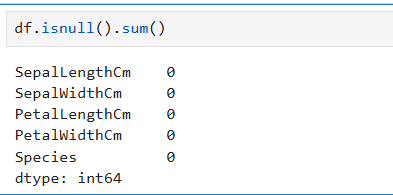 df.isnull().sum()
SepalLengthCm    0
SepalWidthCm     0
PetalLengthCm    0
PetalWidthCm     0
Species          0
dtype: int64